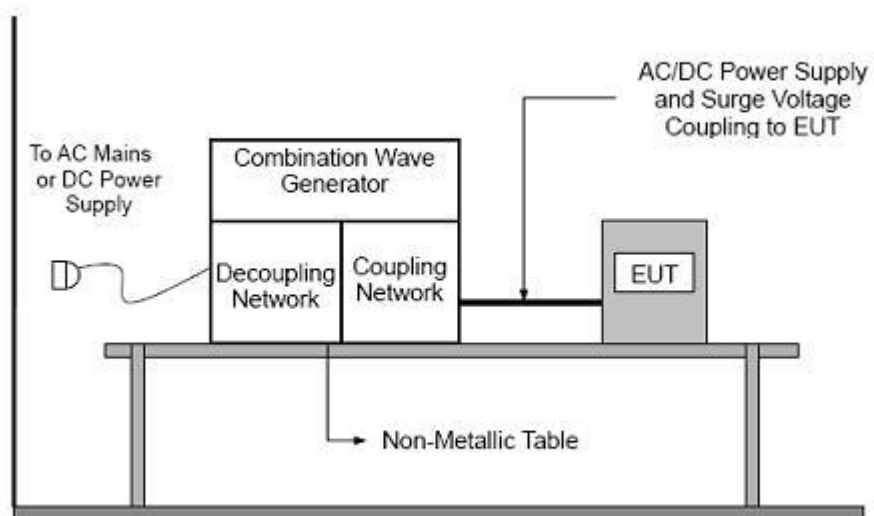 To AC Mains
or DC Power
Supply
Combination Wave
Generator
Decoupling
Network
Coupling
Network
AC/DC Power Supply
and Surge Voltage
Coupling to EUT
EUT
Non-Metallic Table